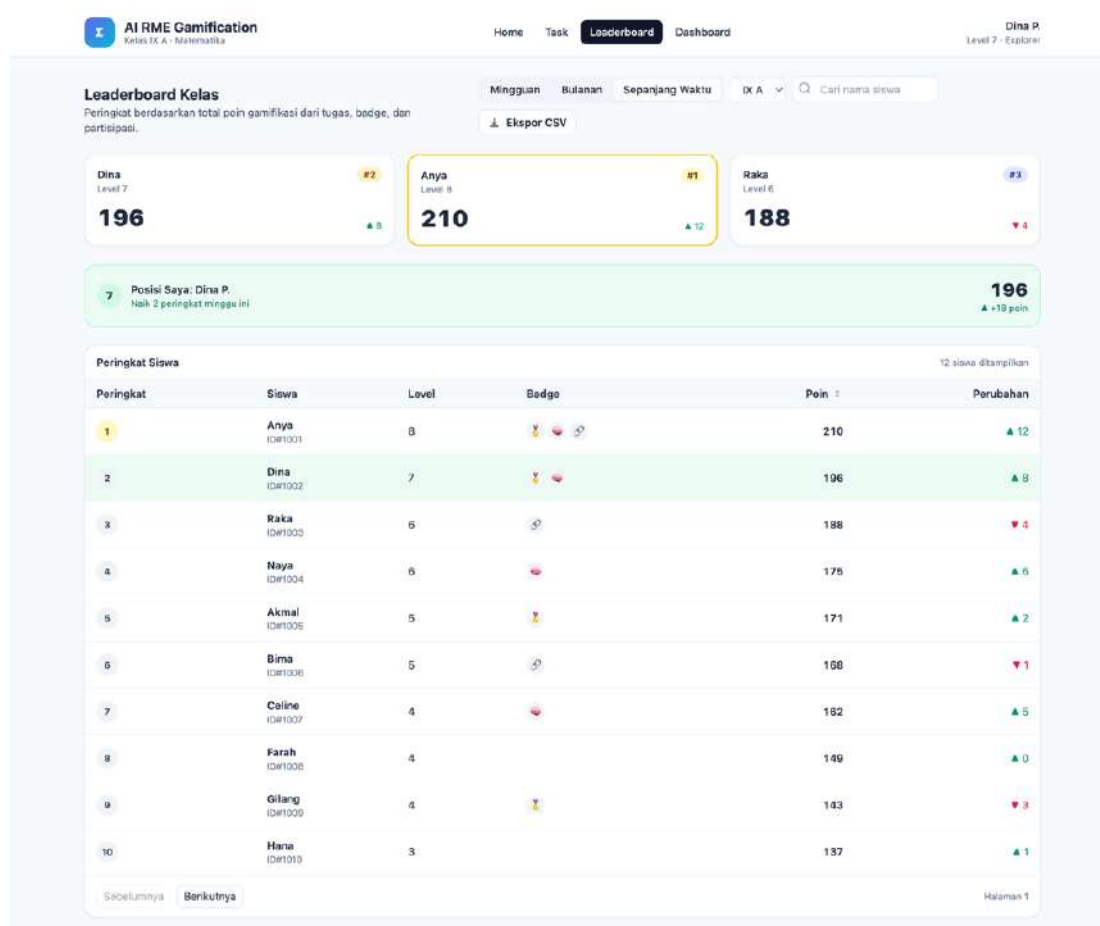 Σ AI RME Gamification
Kelas IX A - Matematika
Home Task Leaderboard Dashboard
Dina P.
Level 7 - Explorer
Leaderboard Kelas
Peringkat berdasarkan total poin gamifikasi dari tugas, badge, dan
partisipasi.
Mingguan Bulanan Sepanjang Waktu IX A Cari nama siswa
Ekspor CSV
Dina #2
Level 7
196 ▲ 8
Anya #1
Level 8
210 ▲ 12
Raka #3
Level 6
188 ▼ 4
7 Posisi Saya: Dina P.
Naik 2 peringkat minggu ini
196
▲ +18 poin
Peringkat Siswa 12 siswa ditampilkan
Peringkat Siswa Level Badge Poin Perubahan
1 Anya 8 210 ▲ 12
ID#1001
2 Dina 7 196 ▲ 8
ID#1002
3 Raka 6 188 ▼ 4
ID#1003
4 Naya 6 175 ▲ 6
ID#1004
5 Akmal 5 171 ▲ 2
ID#1005
6 Bima 5 168 ▼ 1
ID#1006
7 Celine 4 162 ▲ 5
ID#1007
8 Farah 4 149 ▲ 0
ID#1008
9 Gilang 4 143 ▼ 3
ID#1009
10 Hana 3 137 ▲ 1
ID#1010
Sebelumnya Berikutnya Halaman 1